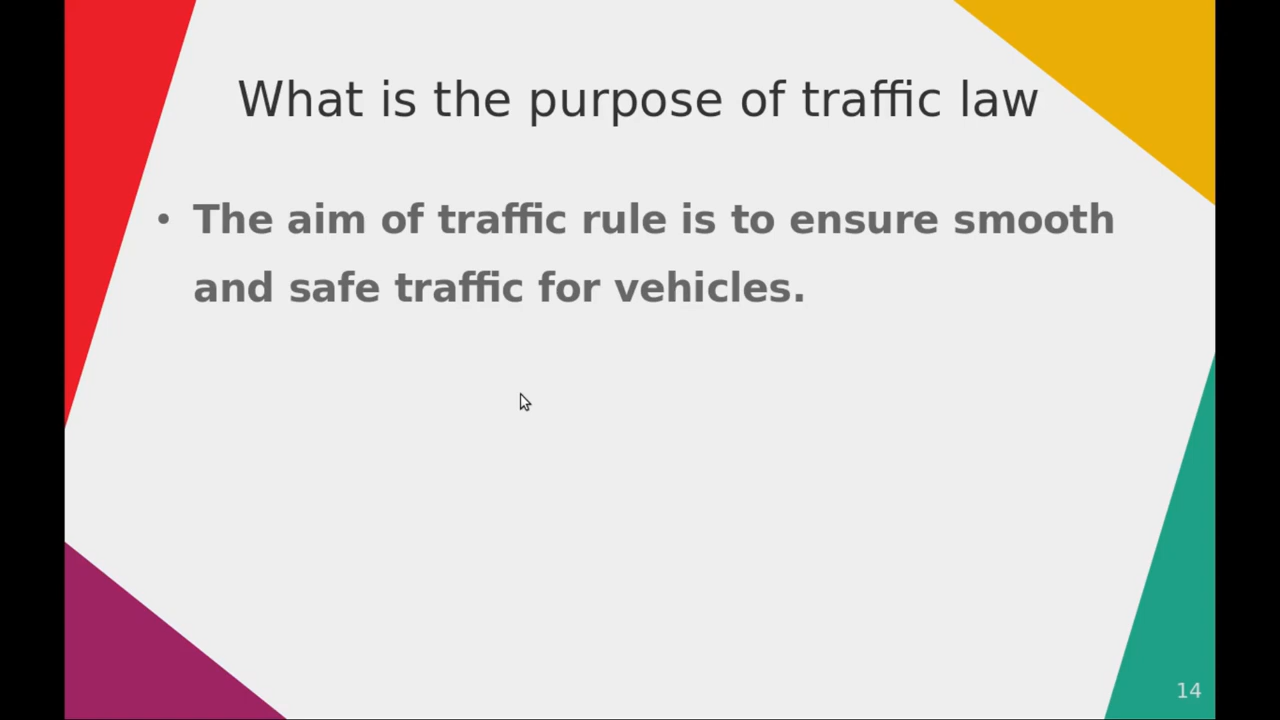 What is the purpose of traffic law
• The aim of traffic rule is to ensure smooth
and safe traffic for vehicles.
14